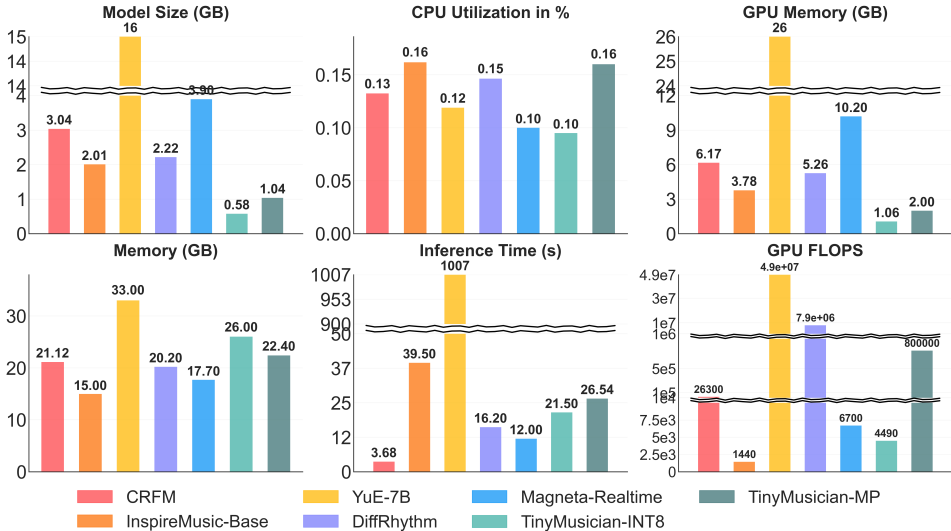 Model Size (GB)
15
14
14
4
3
2
1
0
3.04
2.01
16
2.22
3.90
0.58
1.04
CPU Utilization in %
0.15
0.10
0.05
0.00
0.13
0.16
0.12
0.15
0.10
0.10
0.16
GPU Memory (GB)
26
25
24
12
9
6
3
0
6.17
3.78
26
5.26
10.20
1.06
2.00
Memory (GB)
30
20
10
0
21.12
15.00
33.00
20.20
17.70
26.00
22.40
Inference Time (s)
1007
953
900
50
37
25
12
0
3.68
39.50
1007
16.20
12.00
21.50
26.54
GPU FLOPS
4.9e7
3e7
1e7
1e6
5e5
1e5
1e4
7.5e3
5e3
2.5e3
0
26300
1440
4.9e+07
7.9e+06
6700
4490
800000
CRFM
YuE-7B
Magneta-Realtime
TinyMusician-MP
InspireMusic-Base
DiffRhythm
TinyMusician-INT8